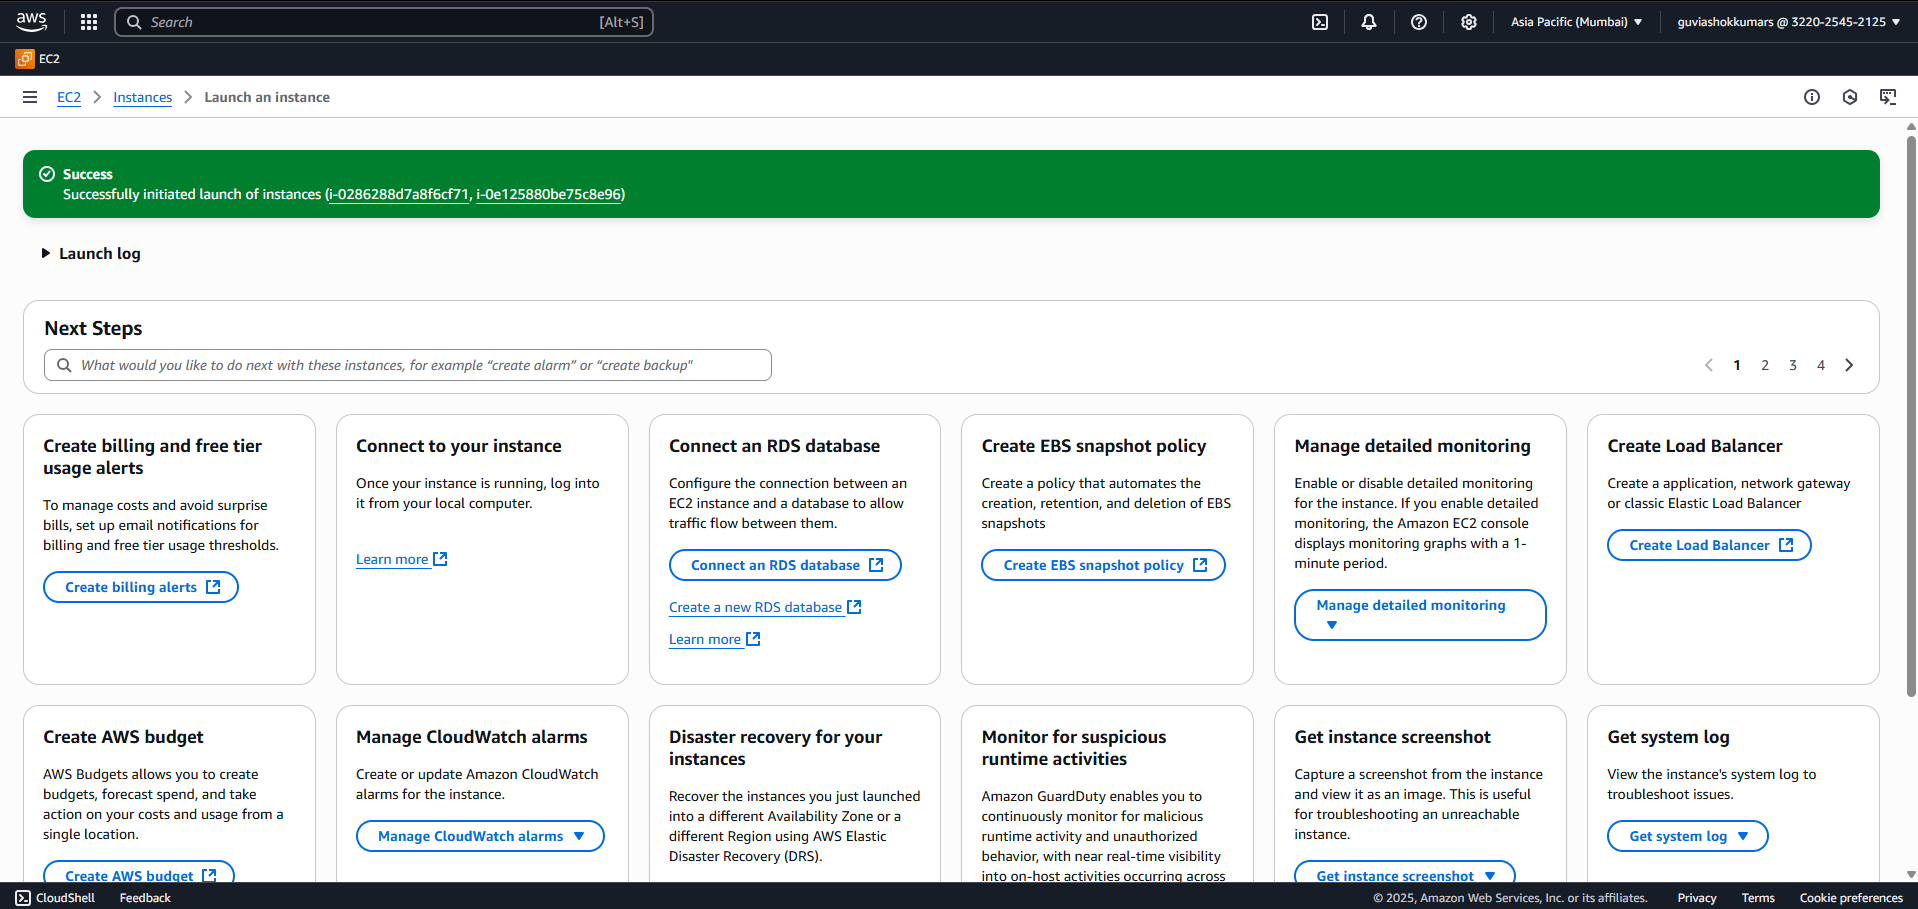 aws
Search [Alt+S]
Asia Pacific (Mumbai)
guviashokkumars @ 3220-2545-2125
EC2
EC2
Instances
Launch an instance
Success
Successfully initiated launch of instances (i-0286288d7a8f6cf71, i-0e125880be75c8e96)
Launch log
Next Steps
What would you like to do next with these instances, for example “create alarm” or “create backup"
1 2 3 4
Create billing and free tier
usage alerts
To manage costs and avoid surprise
bills, set up email notifications for
billing and free tier usage thresholds.
Create billing alerts
Connect to your instance
Once your instance is running, log into
it from your local computer.
Learn more
Connect an RDS database
Configure the connection between an
EC2 instance and a database to allow
traffic flow between them.
Connect an RDS database
Create a new RDS database
Learn more
Create EBS snapshot policy
Create a policy that automates the
creation, retention, and deletion of EBS
snapshots
Create EBS snapshot policy
Manage detailed monitoring
Enable or disable detailed monitoring
for the instance. If you enable detailed
monitoring, the Amazon EC2 console
displays monitoring graphs with a 1-
minute period.
Manage detailed monitoring
Create Load Balancer
Create a application, network gateway
or classic Elastic Load Balancer
Create Load Balancer
Create AWS budget
AWS Budgets allows you to create
budgets, forecast spend, and take
action on your costs and usage from a
single location.
Create AWS budget
Manage CloudWatch alarms
Create or update Amazon CloudWatch
alarms for the instance.
Manage CloudWatch alarms
Disaster recovery for your
instances
Recover the instances you just launched
into a different Availability Zone or a
different Region using AWS Elastic
Disaster Recovery (DRS).
Monitor for suspicious
runtime activities
Amazon GuardDuty enables you to
continuously monitor for malicious
runtime activity and unauthorized
behavior, with near real-time visibility
into on-host activities occurring across
Get instance screenshot
Capture a screenshot from the instance
and view it as an image. This is useful
for troubleshooting an unreachable
instance.
Get instance screenshot
Get system log
View the instance's system log to
troubleshoot issues.
Get system log
CloudShell
Feedback
© 2025, Amazon Web Services, Inc. or its affiliates.
Privacy
Terms
Cookie preferences